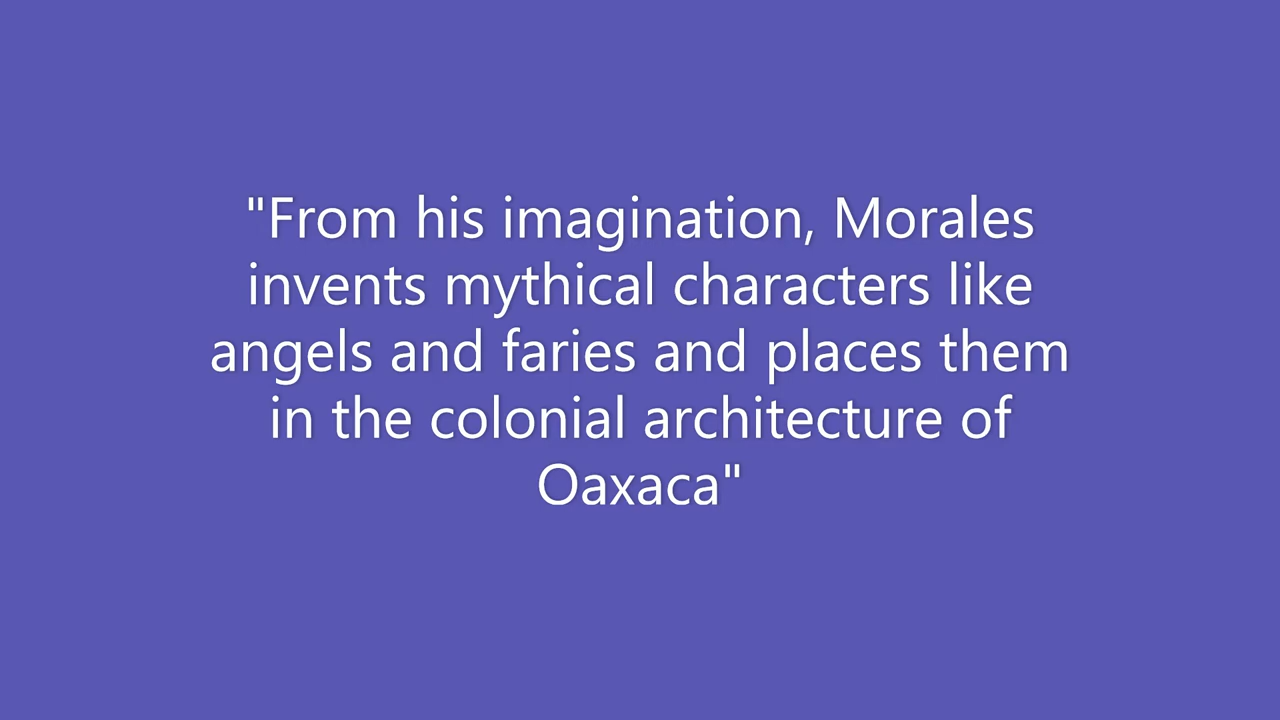 "From his imagination, Morales
invents mythical characters like
angels and faries and places them
in the colonial architecture of
Oaxaca"